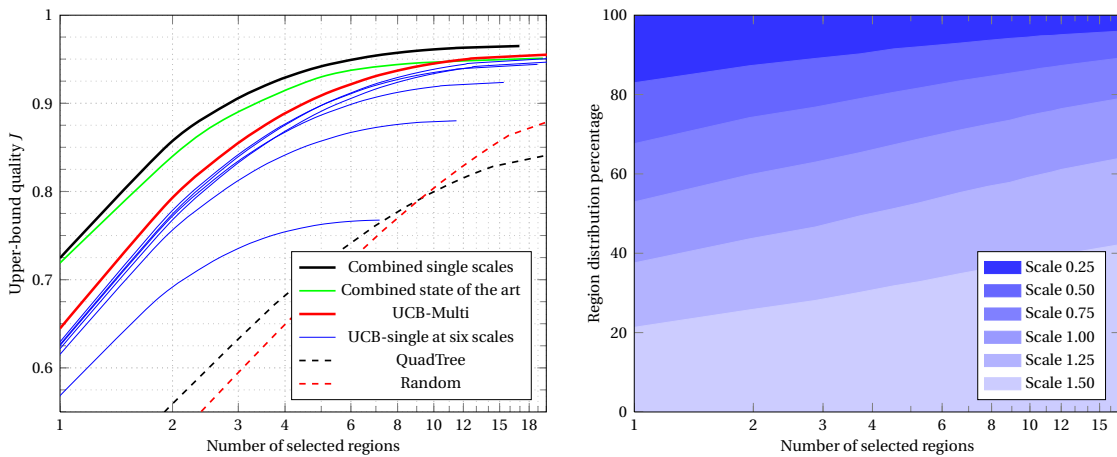 1
0.9
0.8
0.7
0.6
1 2 3 4 6 8 10 12 15 18
Upper-bound quality J
Number of selected regions
Combined single scales
Combined state of the art
UCB-Multi
UCB-single at six scales
QuadTree
Random
100
80
60
40
20
0
1 2 3 4 6 8 10 12 15
Region distribution percentage
Number of selected regions
Scale 0.25
Scale 0.50
Scale 0.75
Scale 1.00
Scale 1.25
Scale 1.50